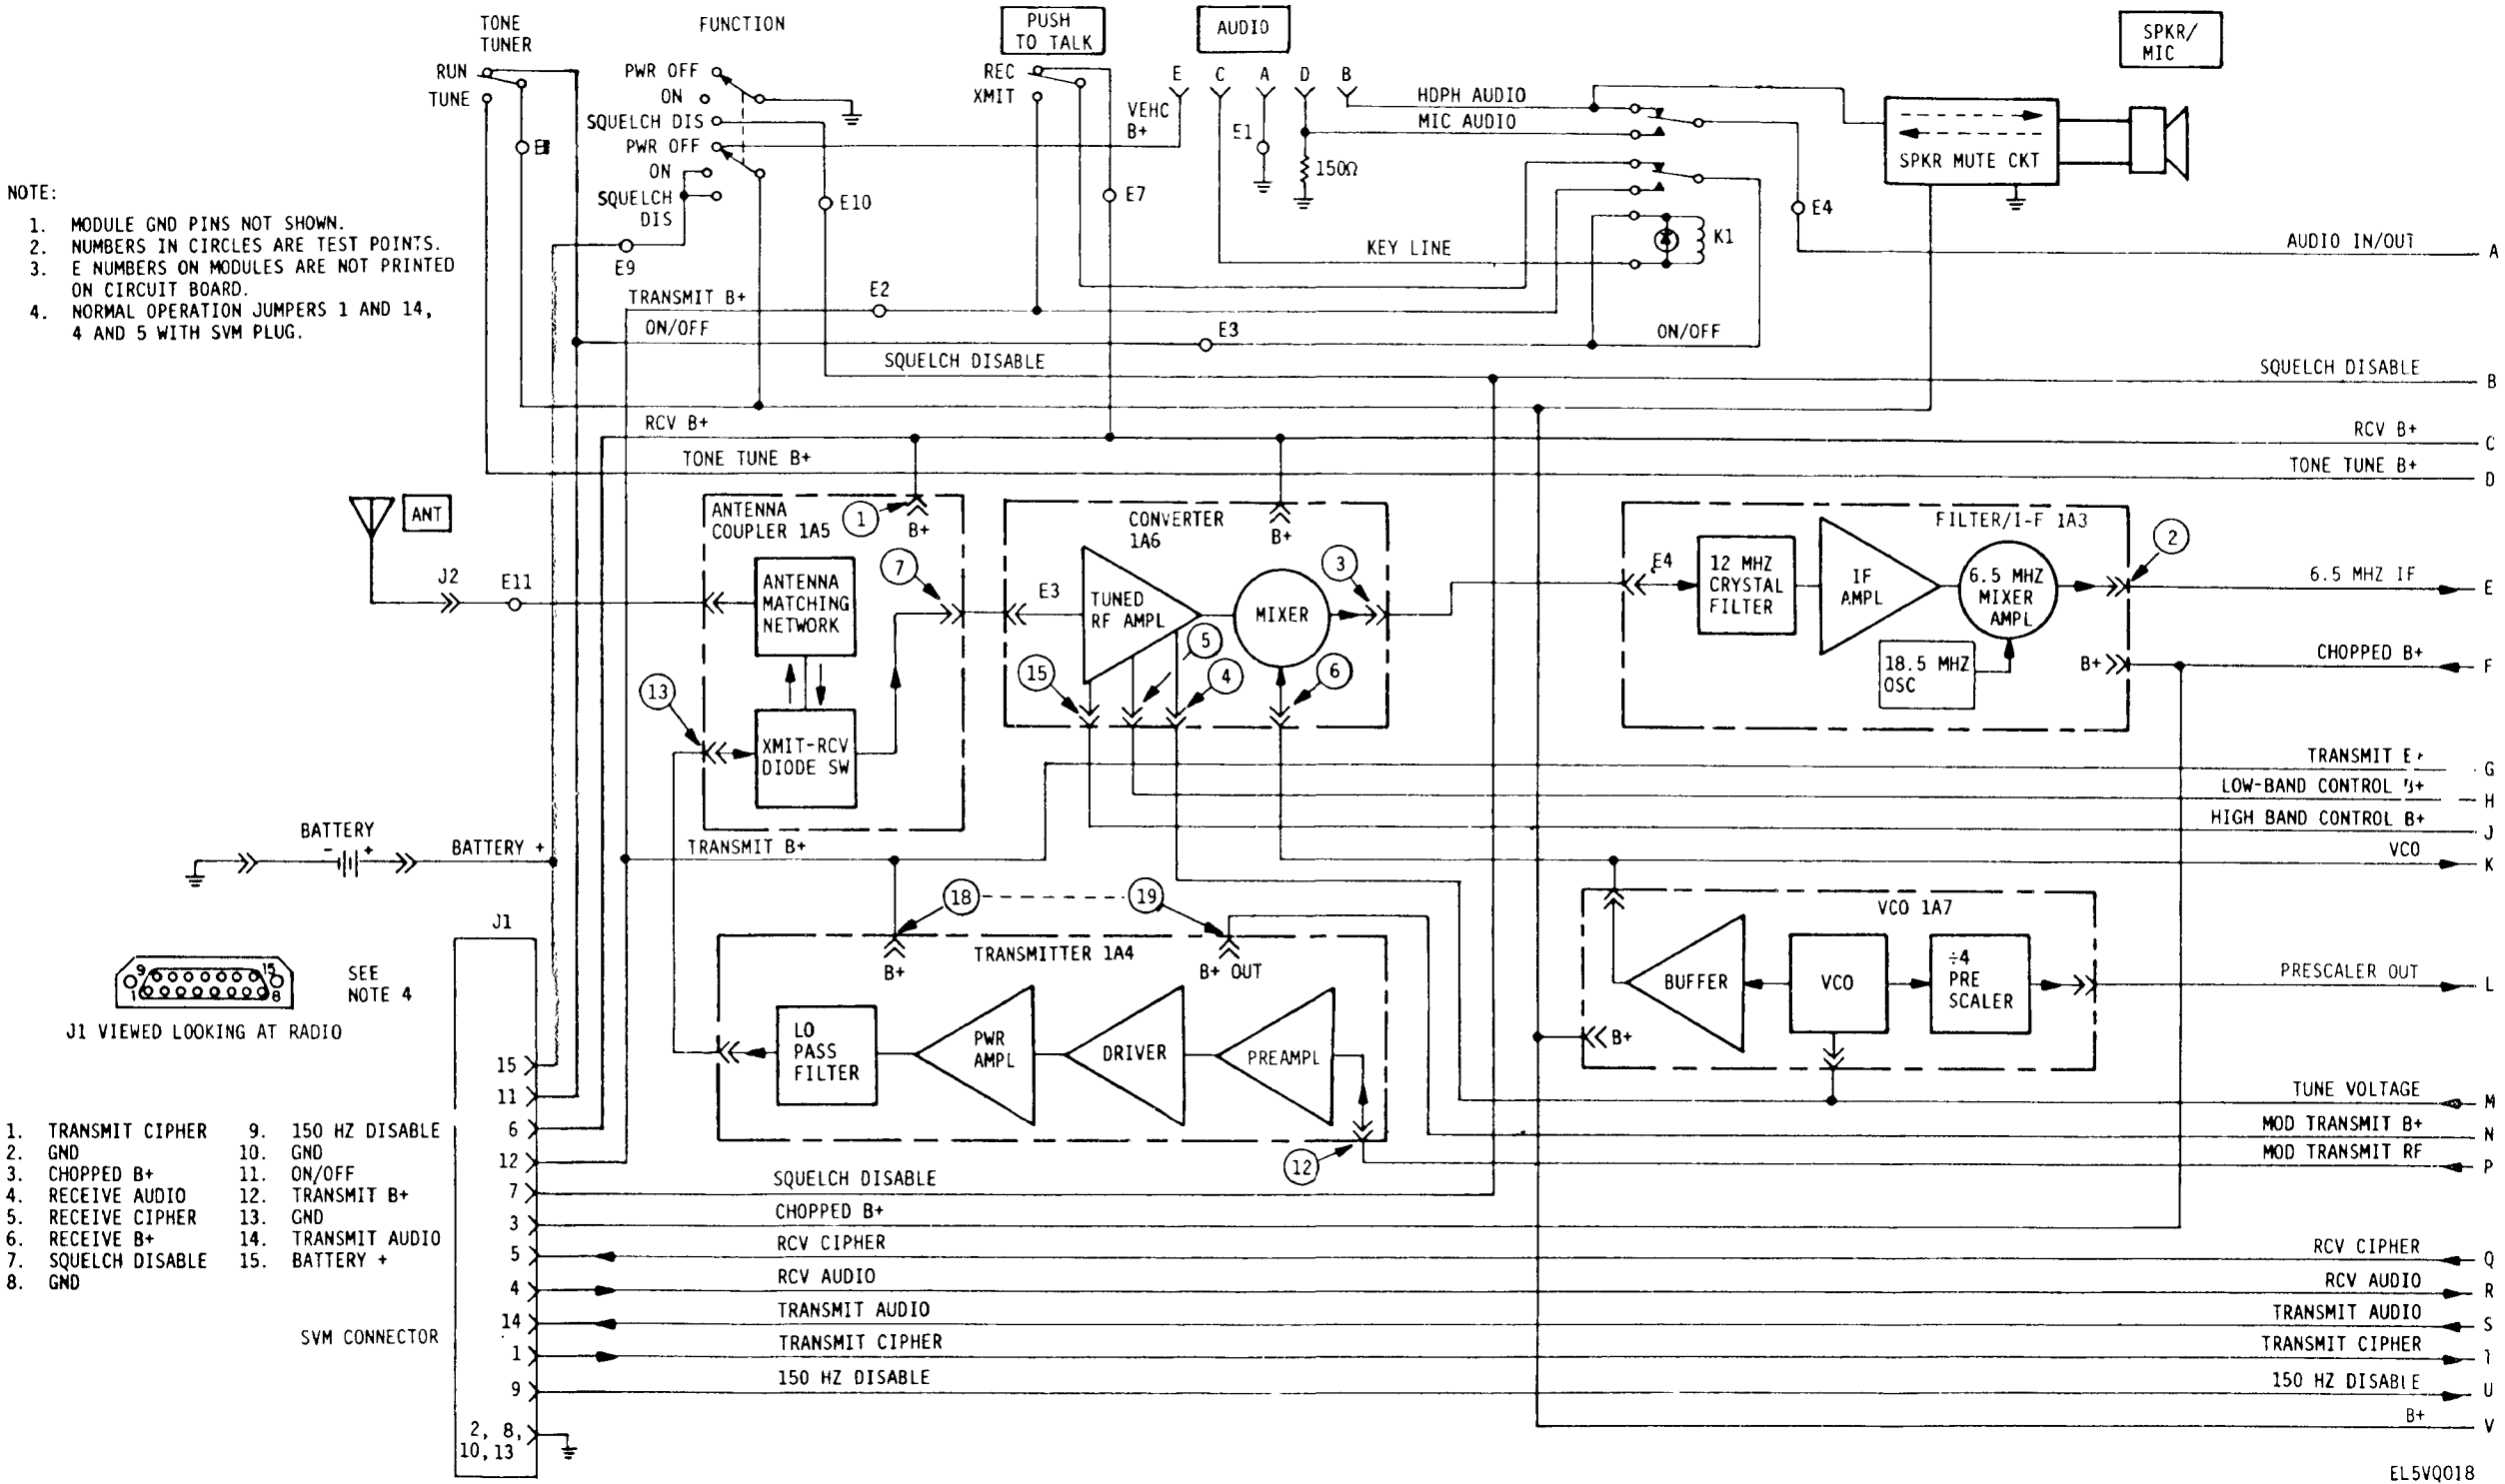 TONE
TUNER
FUNCTION
PUSH
TO TALK
AUDIO
SPKR/
MIC
RUN
TUNE
PWR OFF
ON
SQUELCH DIS
PWR OFF
ON
SQUELCH
DIS
REC
XMIT
E C A D B
VEHC
B+
E1
150Ω
HDPH AUDIO
MIC AUDIO
SPKR MUTE CKT
E10
E7
E4
K1
KEY LINE
AUDIO IN/OUT A
E9
NOTE:
1. MODULE GND PINS NOT SHOWN.
2. NUMBERS IN CIRCLES ARE TEST POINTS.
3. E NUMBERS ON MODULES ARE NOT PRINTED
ON CIRCUIT BOARD.
4. NORMAL OPERATION JUMPERS 1 AND 14,
4 AND 5 WITH SVM PLUG.
TRANSMIT B+
E2
ON/OFF
E3
ON/OFF
SQUELCH DISABLE
SQUELCH DISABLE B
RCV B+
RCV B+ C
TONE TUNE B+
TONE TUNE B+ D
ANT
J2
E11
ANTENNA
COUPLER 1A5
1
B+
7
ANTENNA
MATCHING
NETWORK
13
XMIT-RCV
DIODE SW
CONVERTER
1A6
B+
3
E3
TUNED
RF AMPL
MIXER
15
5
4
6
FILTER/I-F 1A3
2
E4
12 MHZ
CRYSTAL
FILTER
IF
AMPL
6.5 MHZ
MIXER
AMPL
18.5 MHZ
OSC
B+
6.5 MHZ IF E
CHOPPED B+ F
TRANSMIT G
LOW-BAND CONTROL B+ H
HIGH BAND CONTROL B+ J
VCO K
BATTERY
- +
BATTERY +
TRANSMIT B+
18
19
TRANSMITTER 1A4
B+
B+ OUT
LO
PASS
FILTER
PWR
AMPL
DRIVER
PREAMPL
12
VCO 1A7
BUFFER
VCO
÷4
PRE
SCALER
B+
PRESCALER OUT L
TUNE VOLTAGE M
MOD TRANSMIT B+ N
MOD TRANSMIT RF P
J1
9 15
1 8
SEE
NOTE 4
J1 VIEWED LOOKING AT RADIO
15
11
6
12
7
3
5
4
14
1
9
2, 8,
10,13
1. TRANSMIT CIPHER 9. 150 HZ DISABLE
2. GND 10. GND
3. CHOPPED B+ 11. ON/OFF
4. RECEIVE AUDIO 12. TRANSMIT B+
5. RECEIVE CIPHER 13. GND
6. RECEIVE B+ 14. TRANSMIT AUDIO
7. SQUELCH DISABLE 15. BATTERY +
8. GND
SVM CONNECTOR
SQUELCH DISABLE
CHOPPED B+
RCV CIPHER
RCV CIPHER Q
RCV AUDIO
RCV AUDIO R
TRANSMIT AUDIO
TRANSMIT AUDIO S
TRANSMIT CIPHER
TRANSMIT CIPHER
150 HZ DISABLE
150 HZ DISABLE U
B+ V
EL5VQ018